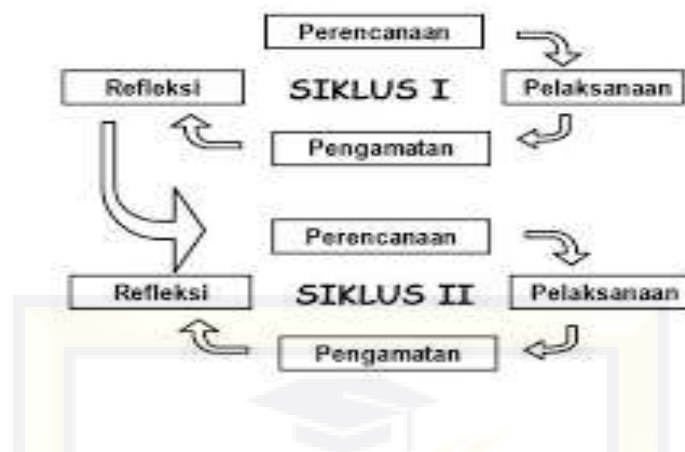 Perencanaan
Refleksi SIKLUS I Pelaksanaan
Pengamatan
Perencanaan
Refleksi SIKLUS II Pelaksanaan
Pengamatan